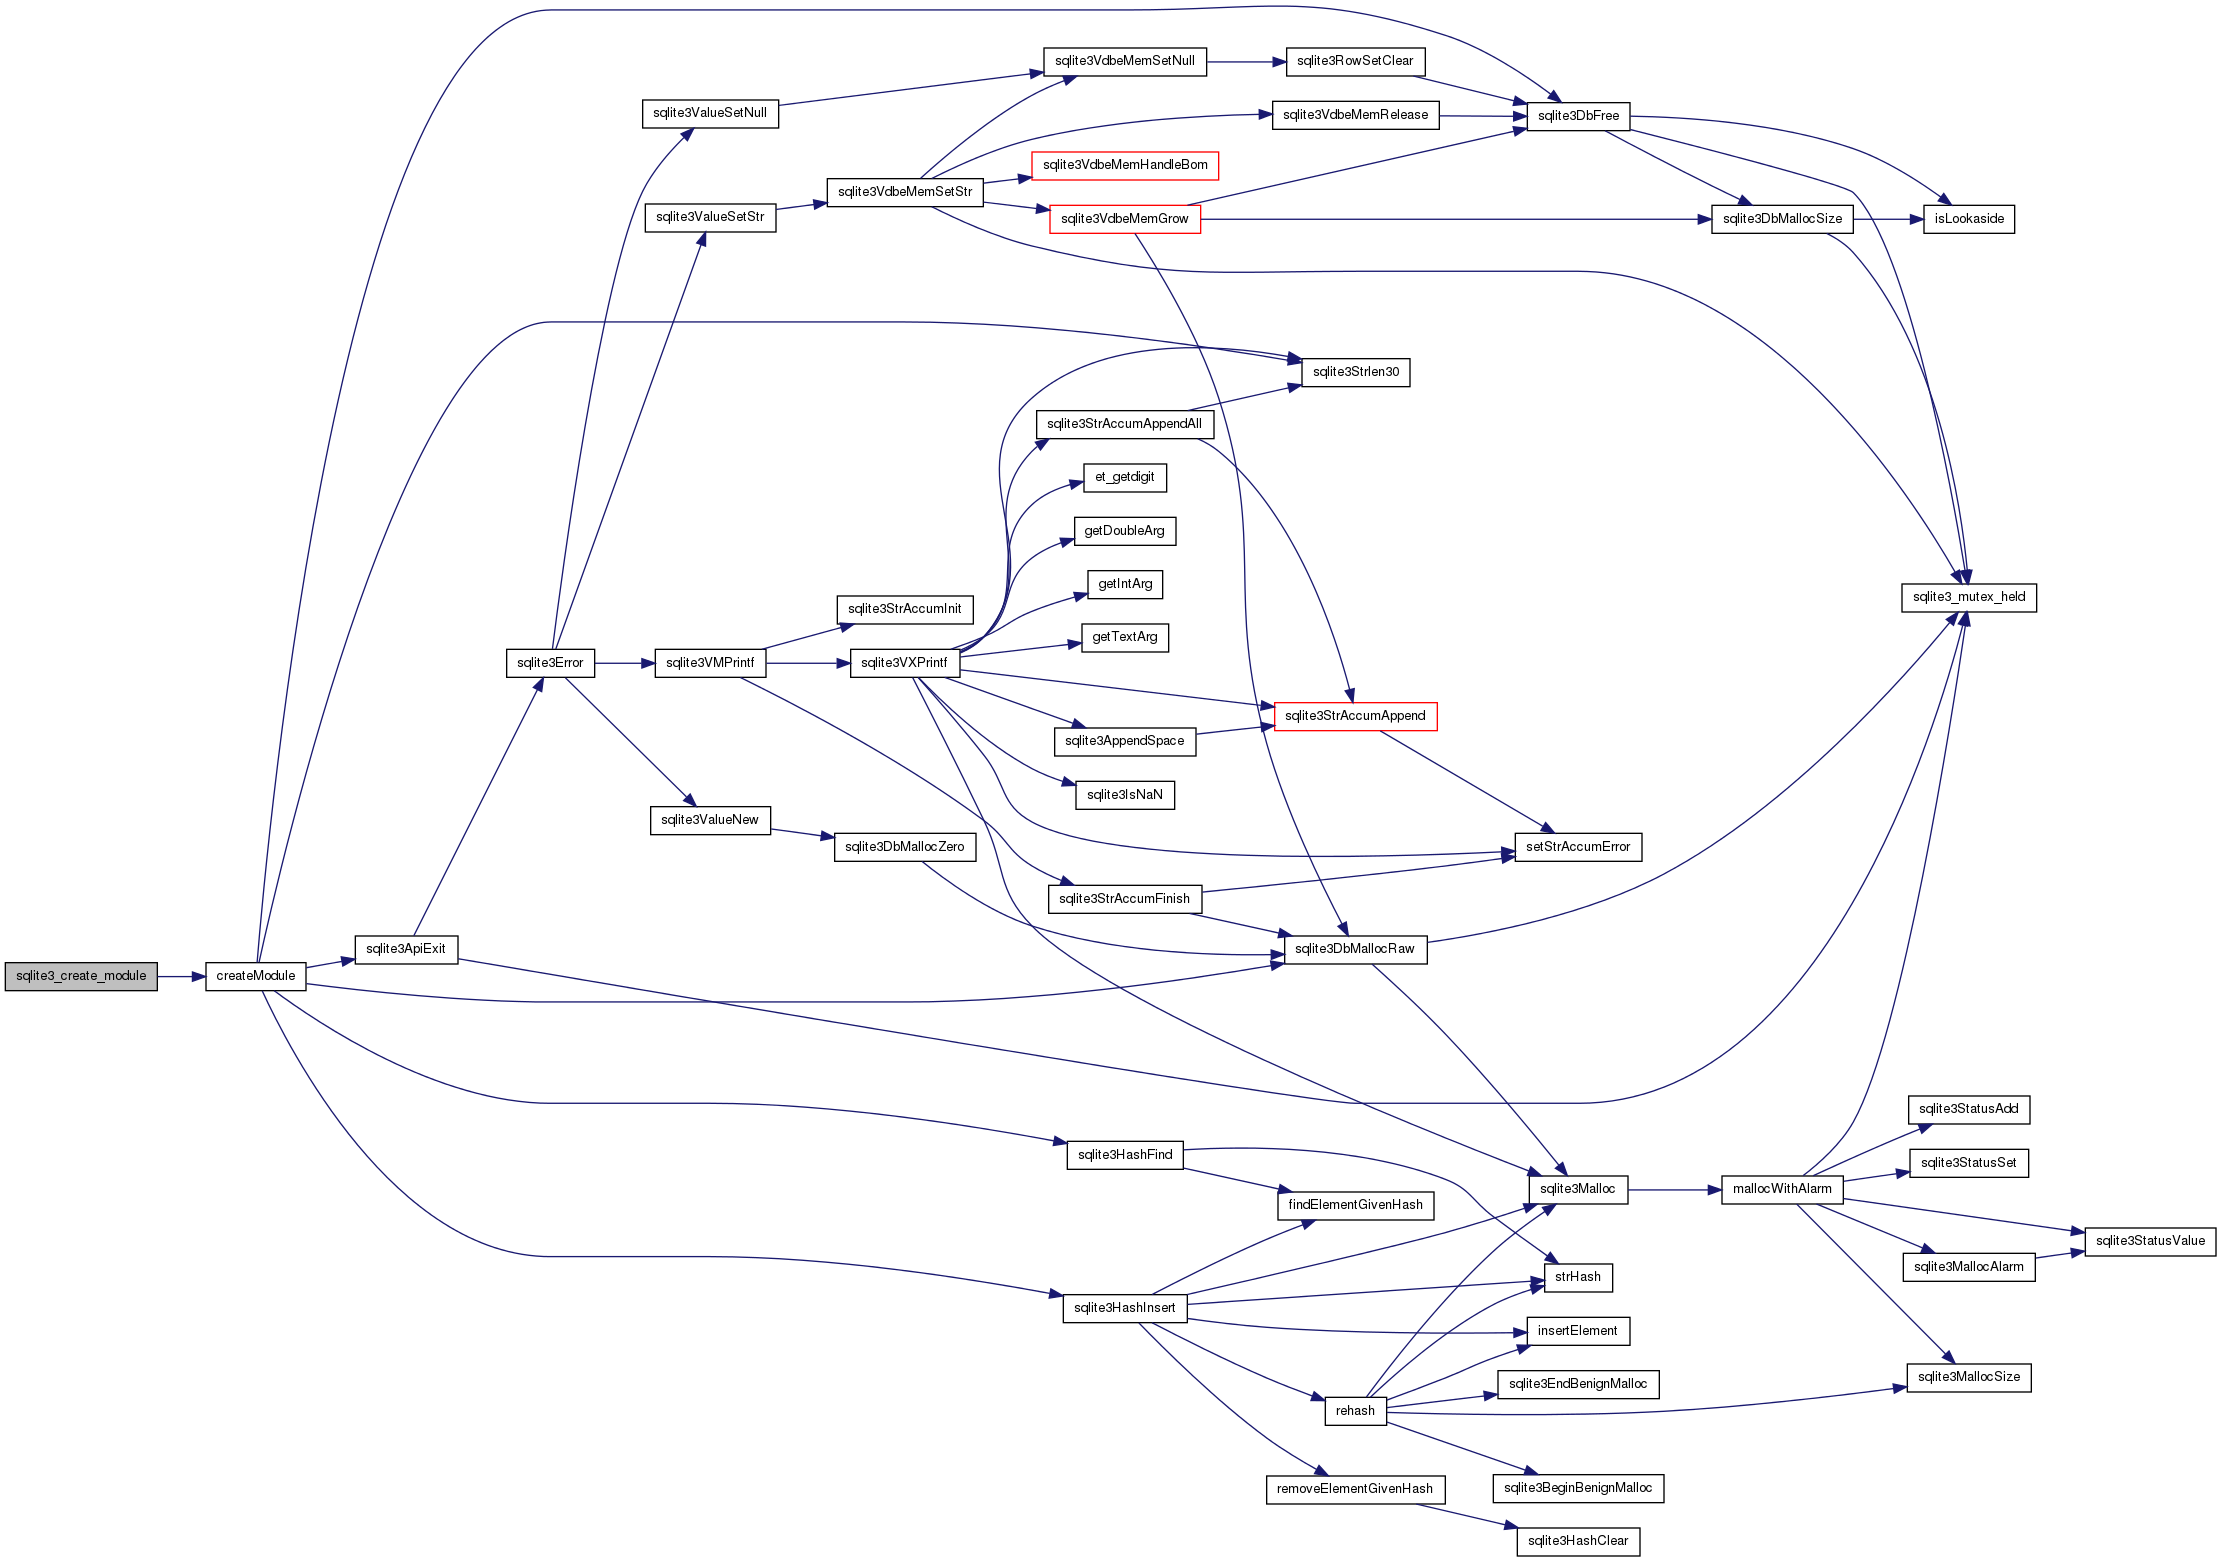 sqlite3_create_module
createModule
sqlite3ApiExit
sqlite3Error
sqlite3ValueSetNull
sqlite3ValueSetStr
sqlite3VMPrintf
sqlite3ValueNew
sqlite3VdbeMemSetStr
sqlite3StrAccumInit
sqlite3VXPrintf
sqlite3DbMallocZero
sqlite3VdbeMemSetNull
sqlite3VdbeMemHandleBom
sqlite3VdbeMemGrow
sqlite3StrAccumAppendAll
et_getdigit
getDoubleArg
getIntArg
getTextArg
sqlite3AppendSpace
sqlite3IsNaN
sqlite3StrAccumFinish
sqlite3HashFind
sqlite3HashInsert
sqlite3RowSetClear
sqlite3VdbeMemRelease
sqlite3Strlen30
sqlite3StrAccumAppend
sqlite3DbMallocRaw
findElementGivenHash
rehash
removeElementGivenHash
sqlite3DbFree
setStrAccumError
sqlite3Malloc
strHash
insertElement
sqlite3EndBenignMalloc
sqlite3BeginBenignMalloc
sqlite3HashClear
sqlite3DbMallocSize
mallocWithAlarm
isLookaside
sqlite3_mutex_held
sqlite3StatusAdd
sqlite3StatusSet
sqlite3MallocAlarm
sqlite3MallocSize
sqlite3StatusValue